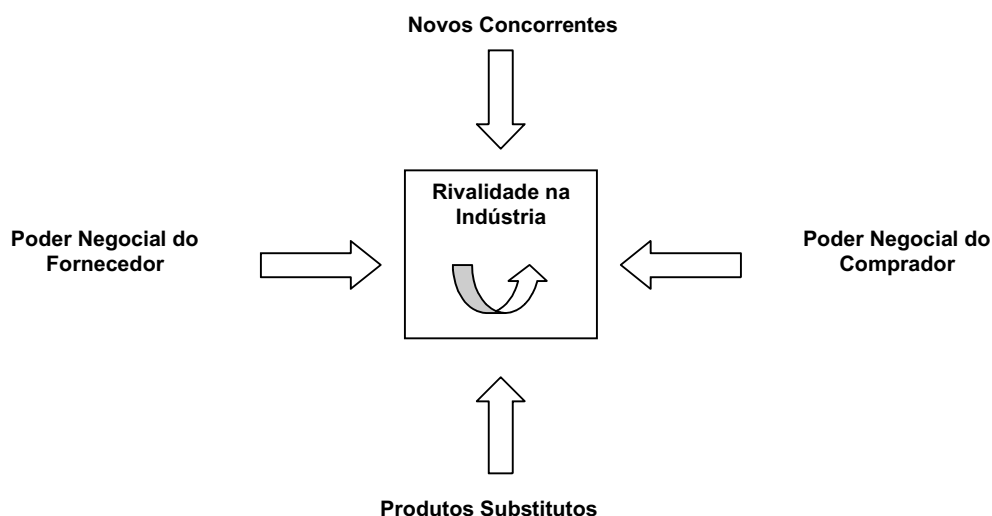 Novos Concorrentes
Rivalidade na
Indústria
Poder Negocial do
Fornecedor
Poder Negocial do
Comprador
Produtos Substitutos